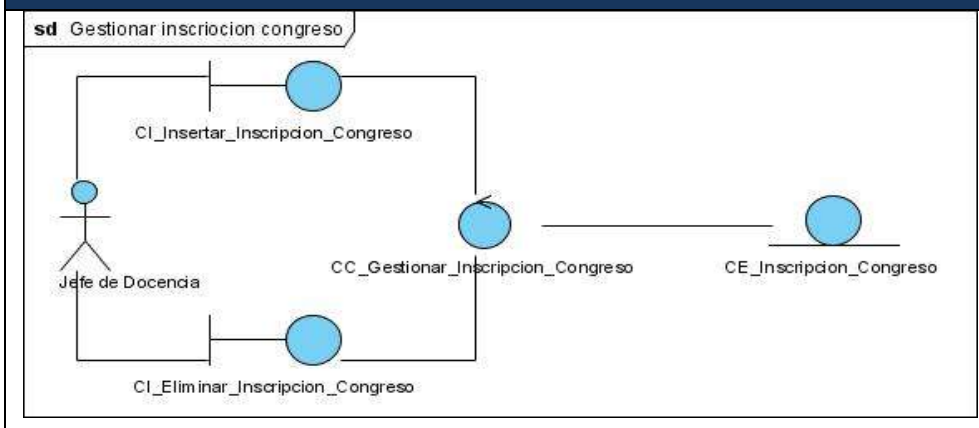 sd Gestionar inscriocion congreso
CI_Insertar_Inscripcion_Congreso
Jefe de Docencia
CC_Gestionar_Inscripcion_Congreso
CE_Inscripcion_Congreso
CI_Eliminar_Inscripcion_Congreso